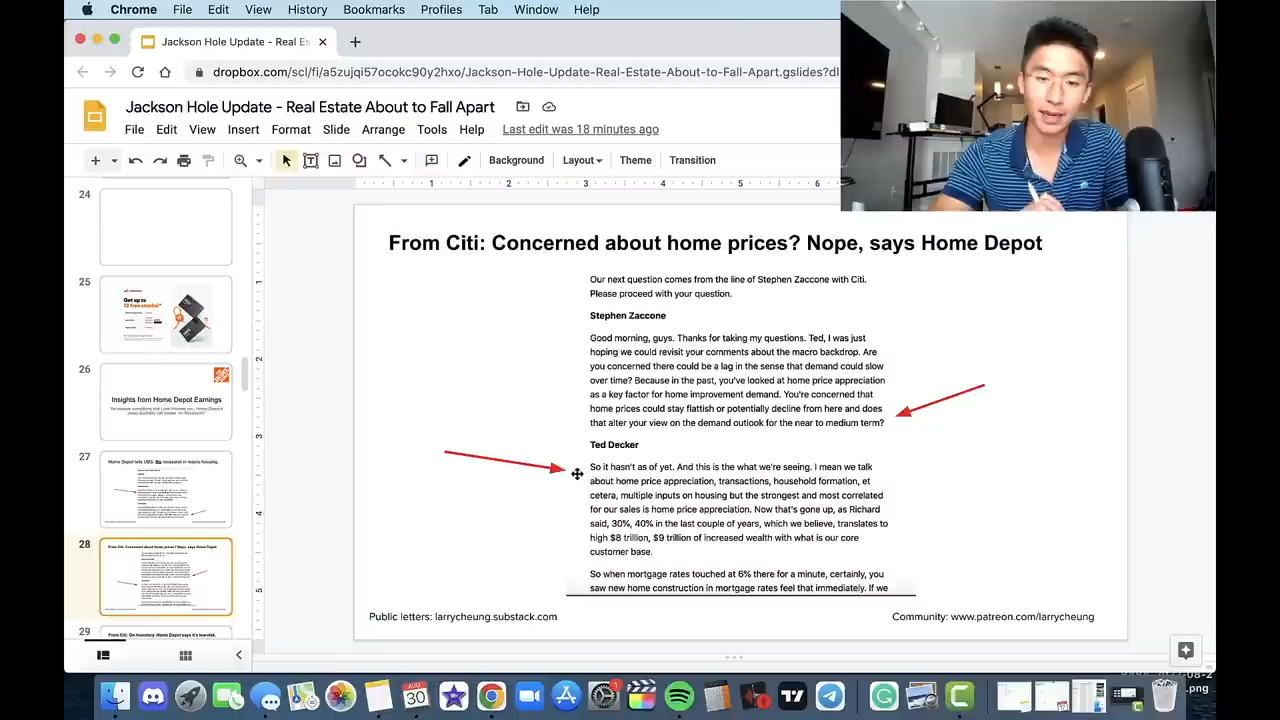 Chrome File Edit View History Bookmarks Profiles Tab Window Help
Jackson Hole Update - Real Es
dropbox.com/scl/fi/e
jqi57ocokc90y2hxo/Jackson-Hole-Update-Real-Estate-About-to-Fall-Apart.gslides?dl
Jackson Hole Update - Real Estate About to Fall Apart
File Edit View Insert Format Slide Arrange Tools Help Last edit was 18 minutes ago
Background Layout Theme Transition
1 2 3 4 5 6
24
25
Get up to
13 free stocks!
26
Insights from Home Depot Earnings
27
Home Depot tells UBS: No recession in macro housing.
28
From Citi: Concerned about home prices? Nope, says Home Depot
29
From Citi: On Inventory, Home Depot says it's low-risk.
1
2
3
4
5
From Citi: Concerned about home prices? Nope, says Home Depot
Our next question comes from the line of Stephen Zaccone with Citi.
Please proceed with your question.
Stephen Zaccone
Good morning, guys. Thanks for taking my questions. Ted, I was just
hoping we could revisit your comments about the macro backdrop. Are
you concerned there could be a lag in the sense that demand could slow
over time? Because in the past, you've looked at home price appreciation
as a key factor for home improvement demand. You're concerned that
home prices could stay flattish or potentially decline from here and does
that alter your view on the demand outlook for the near to medium term?
Ted Decker
So it hasn't as of yet. And this is the what we're seeing. I mean we talk
about home price appreciation, transactions, household formation, et
cetera, multiple inputs on housing but the strongest and most correlated
for our sales is home price appreciation. Now that's gone up, as Richard
said, 30%, 40% in the last couple of years, which we believe, translates to
high $8 trillion, $9 trillion of increased wealth with what is our core
customer base.
So when mortgage rates touched at 6% there for a minute, certainly, you
saw new home construction in mortgage rates feel that immediately. If we
Public letters: larrycheung.substack.com
Community: www.patreon.com/larrycheung
.png
AUG
30
1